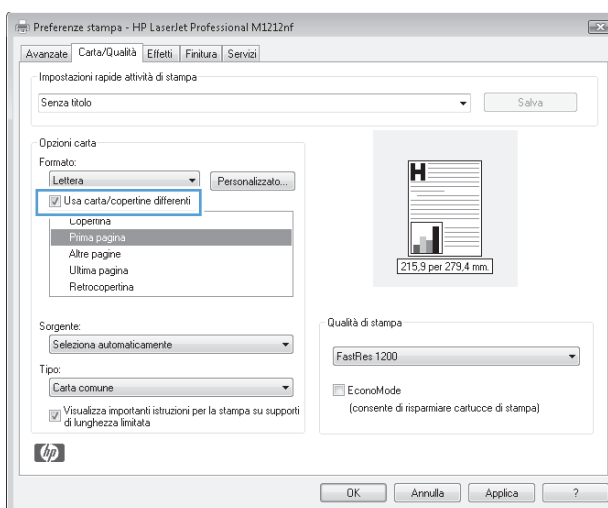 Preferenze stampa - HP LaserJet Professional M1212nf
Avanzate Carta/Qualità Effetti Finitura Servizi
Impostazioni rapide attività di stampa
Senza titolo
Salva
Opzioni carta
Formato:
Lettera
Personalizzato...
Usa carta/copertine differenti
Copertina
Prima pagina
Altre pagine
Ultima pagina
Retrocopertina
H
215,9 per 279,4 mm.
Sorgente:
Seleziona automaticamente
Tipo:
Carta comune
Visualizza importanti istruzioni per la stampa su supporti
di lunghezza limitata
Qualità di stampa
FastRes 1200
EconoMode
(consente di risparmiare cartucce di stampa)
hp
OK Annulla Applica ?